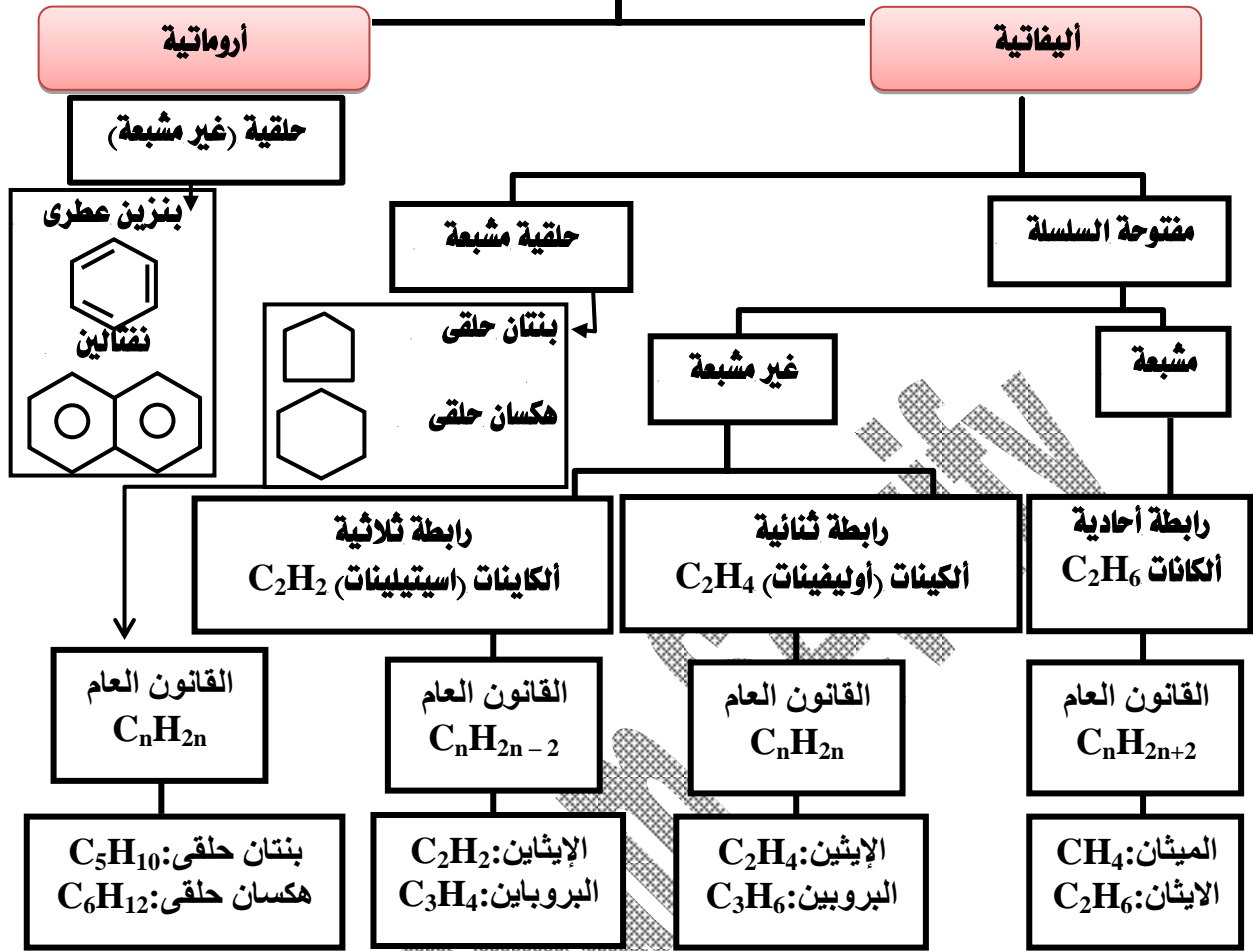 أليفاتية
أروماتية
حلقية (غير مشبعة)
مفتوحة السلسلة
حلقية مشبعة
بنزين عطرى
نفتالين
مشبعة
غير مشبعة
بنتان حلقى
هكسان حلقى
رابطة أحادية
ألكانات C₂H₆
رابطة ثنائية
ألكينات (أوليفينات) C₂H₄
رابطة ثلاثية
ألكاينات (اسيتيلينات) C₂H₂
القانون العام
CₙH₂ₙ₊₂
القانون العام
CₙH₂ₙ
القانون العام
CₙH₂ₙ₋₂
القانون العام
CₙH₂ₙ
الميثان:CH₄
الايثان:C₂H₆
الإيثين:C₂H₄
البروبين:C₃H₆
الإيثاين:C₂H₂
البروباين:C₃H₄
بنتان حلقى:C₅H₁₀
هكسان حلقى:C₆H₁₂